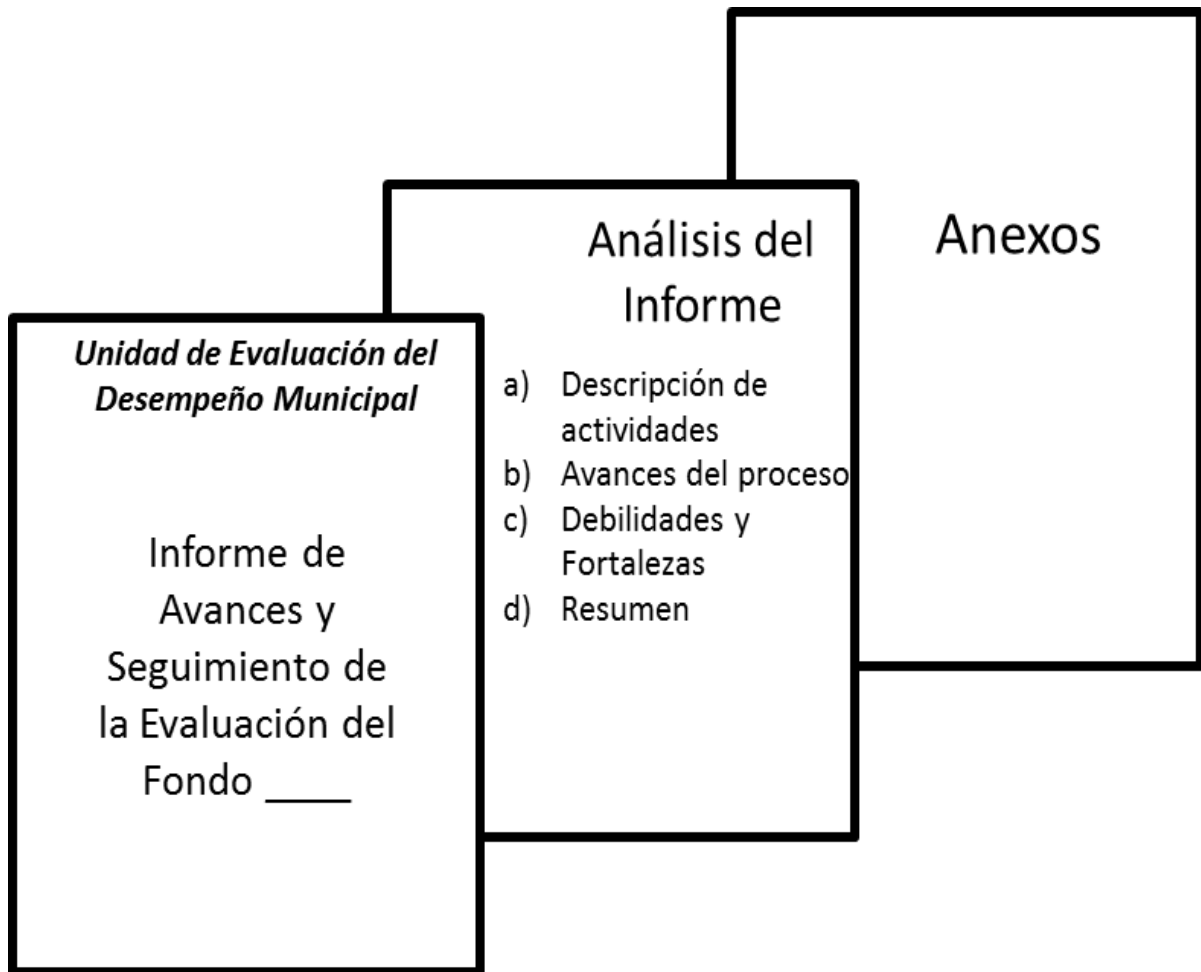 Unidad de Evaluación del
Desempeño Municipal
Informe de
Avances y
Seguimiento de
la Evaluación del
Fondo ____
Análisis del
Informe
a) Descripción de
actividades
b) Avances del proceso
c) Debilidades y
Fortalezas
d) Resumen
Anexos